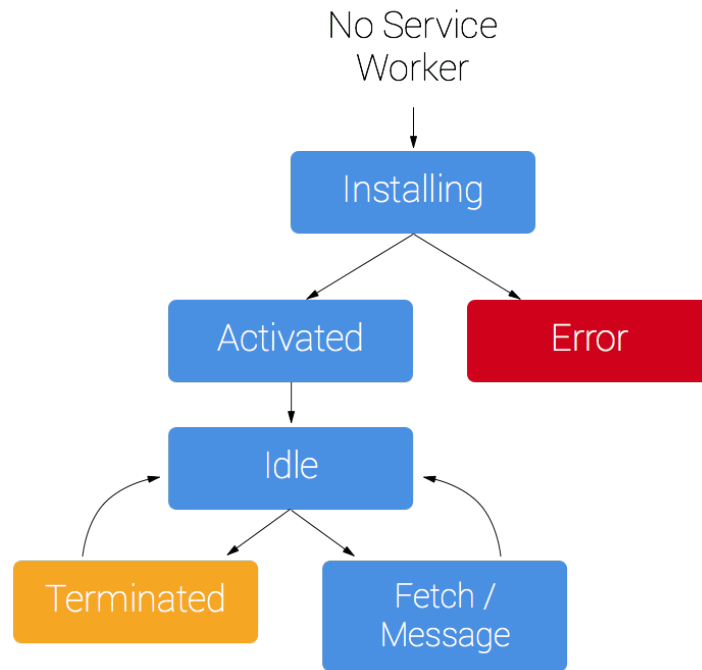 No Service
Worker
Installing
Activated
Error
Idle
Terminated
Fetch /
Message